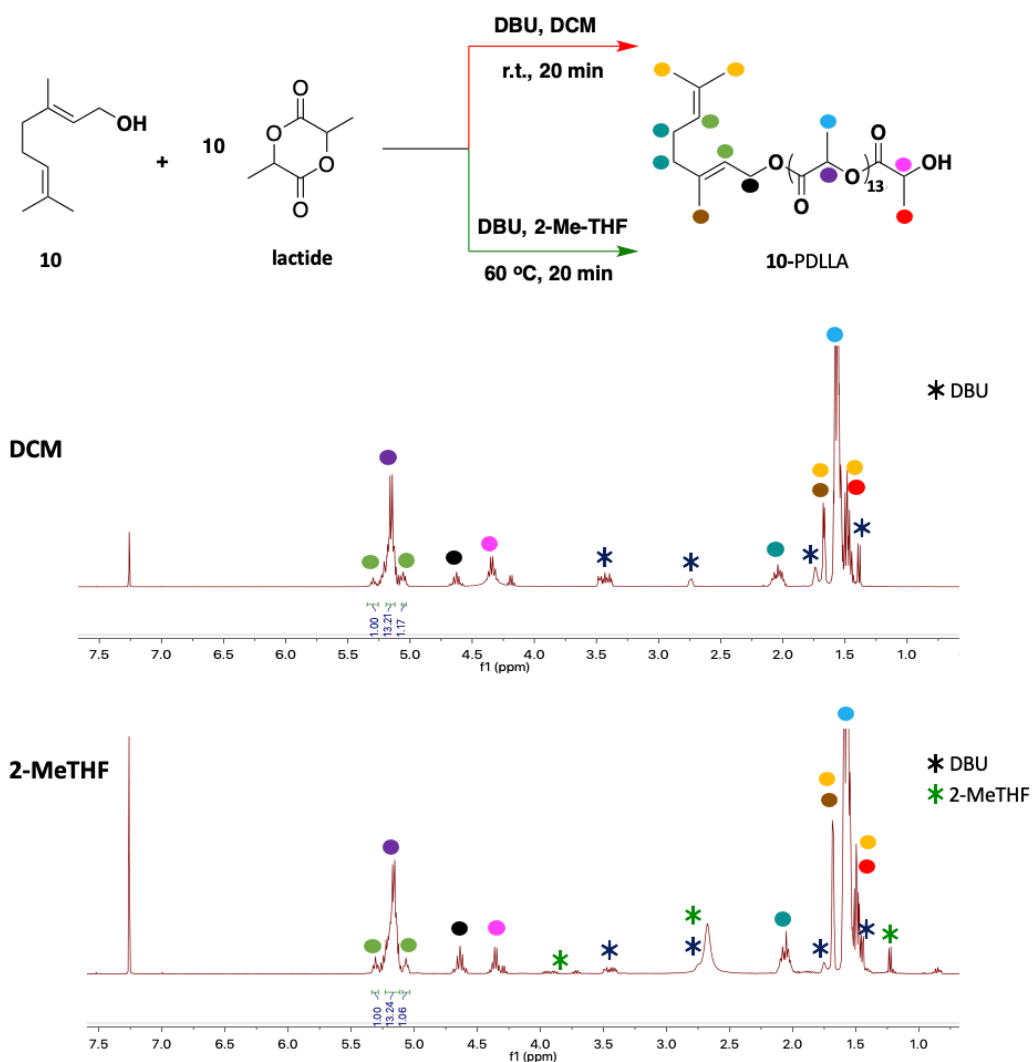 DBU, DCM
r.t., 20 min
OH
+
10
O
O
O
O
10
lactide
DBU, 2-Me-THF
60 ºC, 20 min
O
O
O
13
O
OH
10-PDLLA
DCM
DBU
1.00
13.21
1.17
7.5 7.0 6.5 6.0 5.5 5.0 4.5 4.0 3.5 3.0 2.5 2.0 1.5 1.0
f1 (ppm)
2-MeTHF
DBU
2-MeTHF
1.00
13.24
1.06
7.5 7.0 6.5 6.0 5.5 5.0 4.5 4.0 3.5 3.0 2.5 2.0 1.5 1.0
f1 (ppm)